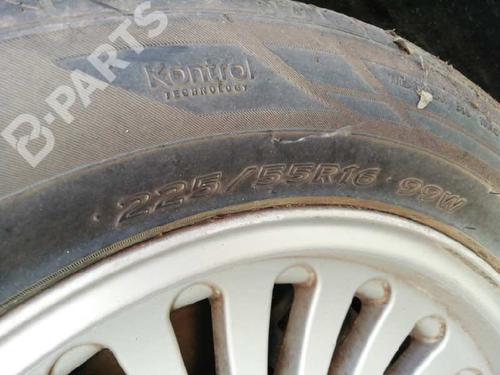 B-PARTS
Kontrol
TECHNOLOGY
225/55R16 99W